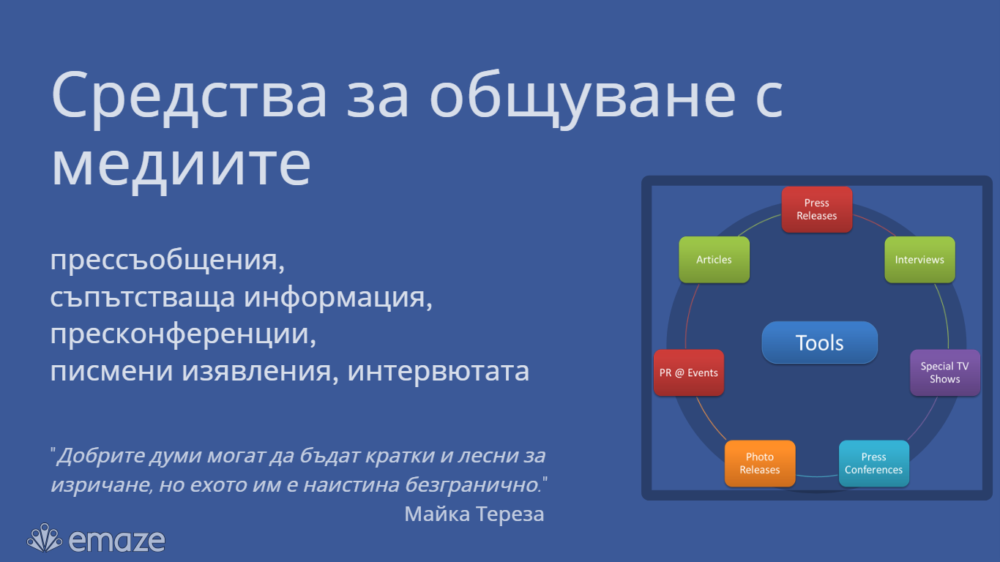 Средства за общуване с
медиите
прессъобщения,
съпътстваща информация,
пресконференции,
писмени изявления, интервютата
"Добрите думи могат да бъдат кратки и лесни за
изричане, но ехото им е наистина безгранично."
Майка Тереза
emaze
Press
Releases
Articles
Interviews
Tools
PR @ Events
Special TV
Shows
Photo
Releases
Press
Conferences